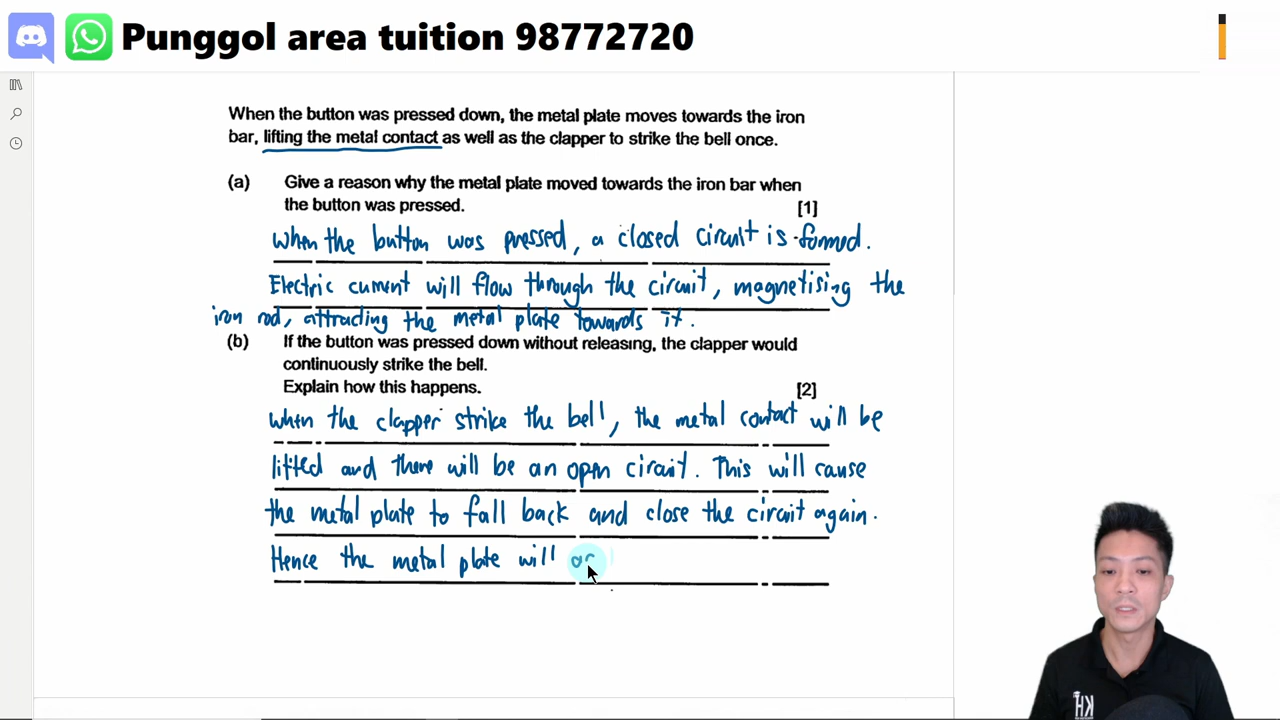 Punggol area tuition 98772720
When the button was pressed down, the metal plate moves towards the iron
bar, lifting the metal contact as well as the clapper to strike the bell once.
(a) Give a reason why the metal plate moved towards the iron bar when
the button was pressed. [1]
When the button was pressed, a closed circuit is formed.
Electric current will flow through the circuit, magnetising the
iron rod, attracting the metal plate towards it.
(b) If the button was pressed down without releasing, the clapper would
continuously strike the bell.
Explain how this happens. [2]
When the clapper strike the bell, the metal contact will be
lifted and there will be an open circuit. This will cause
the metal plate to fall back and close the circuit again.
Hence the metal plate will
KH